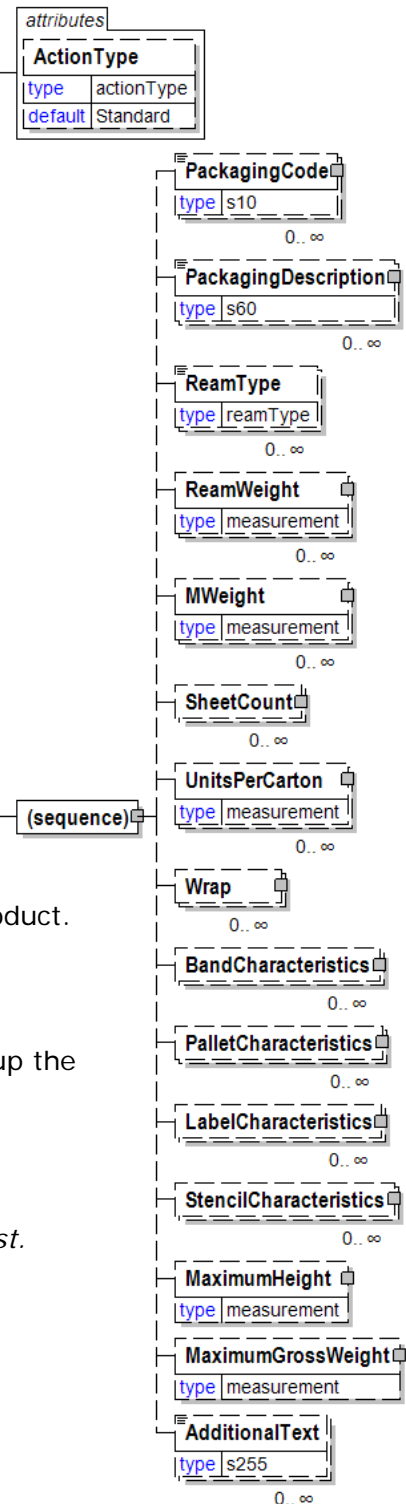 attributes
ActionType
type actionType
default Standard
PackagingCode
type s10
0.. ∞
PackagingDescription
type s60
0.. ∞
ReamType
type reamType
0.. ∞
ReamWeight
type measurement
0.. ∞
MWeight
type measurement
0.. ∞
SheetCount
0.. ∞
UnitsPerCarton
type measurement
0.. ∞
(sequence)
Wrap
0.. ∞
oduct.
BandCharacteristics
0.. ∞
PalletCharacteristics
up the
0.. ∞
LabelCharacteristics
0.. ∞
StencilCharacteristics
0.. ∞
st.
MaximumHeight
type measurement
MaximumGrossWeight
type measurement
AdditionalText
type s255
0.. ∞